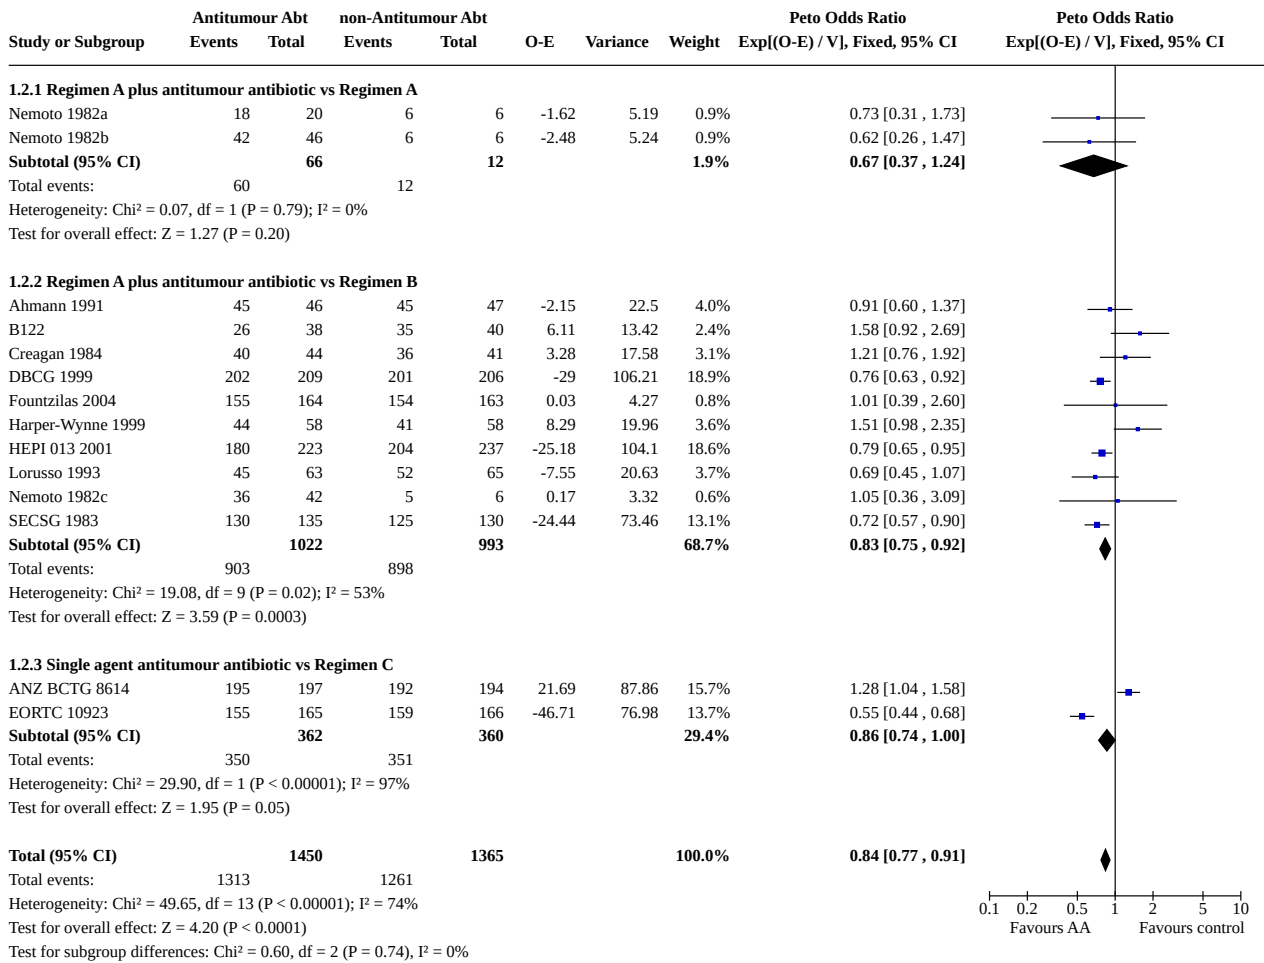 Antitumour Abt non-Antitumour Abt Peto Odds Ratio Peto Odds Ratio
Study or Subgroup Events Total Events Total O-E Variance Weight Exp[(O-E) / V], Fixed, 95% CI Exp[(O-E) / V], Fixed, 95% CI
1.2.1 Regimen A plus antitumour antibiotic vs Regimen A
Nemoto 1982a 18 20 6 6 -1.62 5.19 0.9% 0.73 [0.31 , 1.73]
Nemoto 1982b 42 46 6 6 -2.48 5.24 0.9% 0.62 [0.26 , 1.47]
Subtotal (95% CI) 66 12 1.9% 0.67 [0.37 , 1.24]
Total events: 60 12
Heterogeneity: Chi² = 0.07, df = 1 (P = 0.79); I² = 0%
Test for overall effect: Z = 1.27 (P = 0.20)
1.2.2 Regimen A plus antitumour antibiotic vs Regimen B
Ahmann 1991 45 46 45 47 -2.15 22.5 4.0% 0.91 [0.60 , 1.37]
B122 26 38 35 40 6.11 13.42 2.4% 1.58 [0.92 , 2.69]
Creagan 1984 40 44 36 41 3.28 17.58 3.1% 1.21 [0.76 , 1.92]
DBCG 1999 202 209 201 206 -29 106.21 18.9% 0.76 [0.63 , 0.92]
Fountzilas 2004 155 164 154 163 0.03 4.27 0.8% 1.01 [0.39 , 2.60]
Harper-Wynne 1999 44 58 41 58 8.29 19.96 3.6% 1.51 [0.98 , 2.35]
HEPI 013 2001 180 223 204 237 -25.18 104.1 18.6% 0.79 [0.65 , 0.95]
Lorusso 1993 45 63 52 65 -7.55 20.63 3.7% 0.69 [0.45 , 1.07]
Nemoto 1982c 36 42 5 6 0.17 3.32 0.6% 1.05 [0.36 , 3.09]
SECSG 1983 130 135 125 130 -24.44 73.46 13.1% 0.72 [0.57 , 0.90]
Subtotal (95% CI) 1022 993 68.7% 0.83 [0.75 , 0.92]
Total events: 903 898
Heterogeneity: Chi² = 19.08, df = 9 (P = 0.02); I² = 53%
Test for overall effect: Z = 3.59 (P = 0.0003)
1.2.3 Single agent antitumour antibiotic vs Regimen C
ANZ BCTG 8614 195 197 192 194 21.69 87.86 15.7% 1.28 [1.04 , 1.58]
EORTC 10923 155 165 159 166 -46.71 76.98 13.7% 0.55 [0.44 , 0.68]
Subtotal (95% CI) 362 360 29.4% 0.86 [0.74 , 1.00]
Total events: 350 351
Heterogeneity: Chi² = 29.90, df = 1 (P < 0.00001); I² = 97%
Test for overall effect: Z = 1.95 (P = 0.05)
Total (95% CI) 1450 1365 100.0% 0.84 [0.77 , 0.91]
Total events: 1313 1261
Heterogeneity: Chi² = 49.65, df = 13 (P < 0.00001); I² = 74% 0.1 0.2 0.5 1 2 5 10
Test for overall effect: Z = 4.20 (P < 0.0001) Favours AA Favours control
Test for subgroup differences: Chi² = 0.60, df = 2 (P = 0.74), I² = 0%